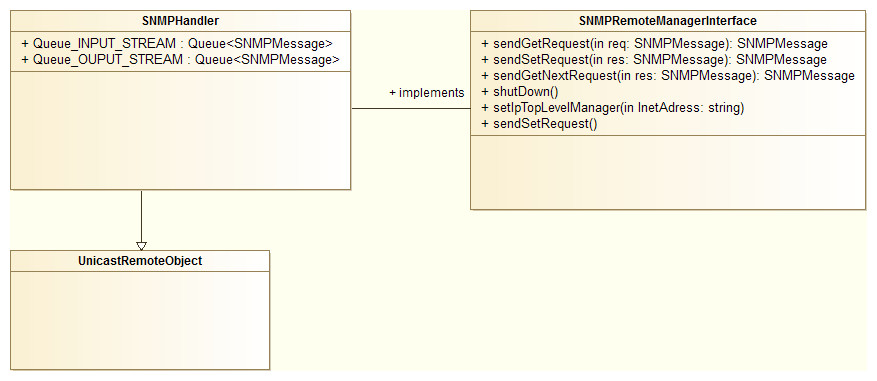 SNMPHandler
+ Queue_INPUT_STREAM : Queue<SNMPMessage>
+ Queue_OUPUT_STREAM : Queue<SNMPMessage>
+ implements
SNMPRemoteManagerInterface
+ sendGetRequest(in req: SNMPMessage): SNMPMessage
+ sendSetRequest(in res: SNMPMessage): SNMPMessage
+ sendGetNextRequest(in res: SNMPMessage): SNMPMessage
+ shutDown()
+ setIpTopLevelManager(in InetAdress: string)
+ sendSetRequest()
UnicastRemoteObject